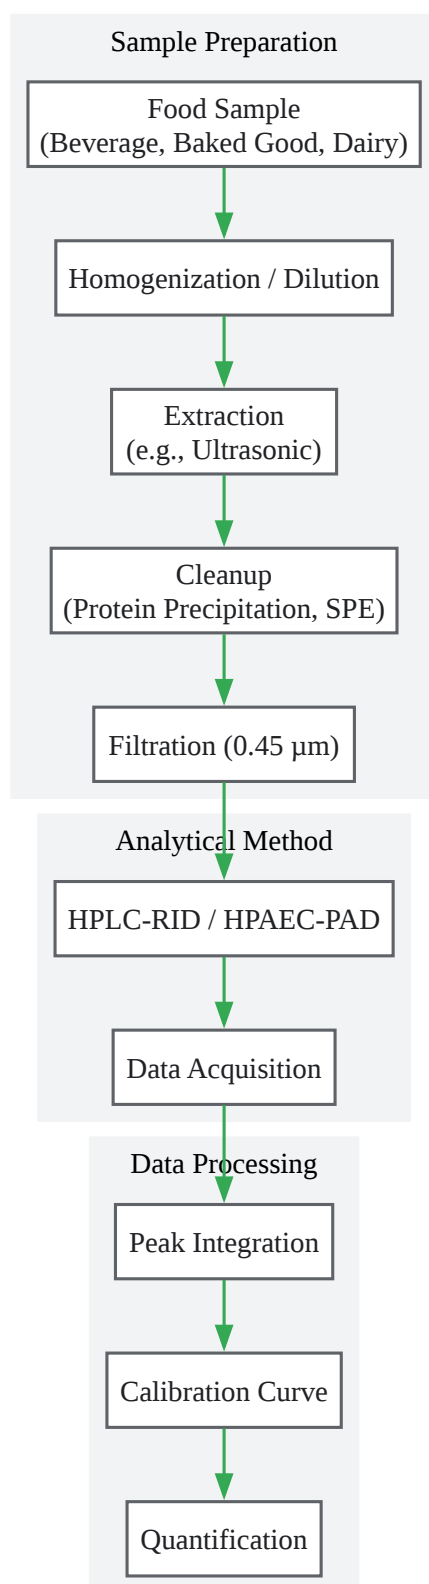 Sample Preparation
Food Sample
(Beverage, Baked Good, Dairy)
Homogenization / Dilution
Extraction
(e.g., Ultrasonic)
Cleanup
(Protein Precipitation, SPE)
Filtration (0.45 µm)
Analytical Method
HPLC-RID / HPAEC-PAD
Data Acquisition
Data Processing
Peak Integration
Calibration Curve
Quantification